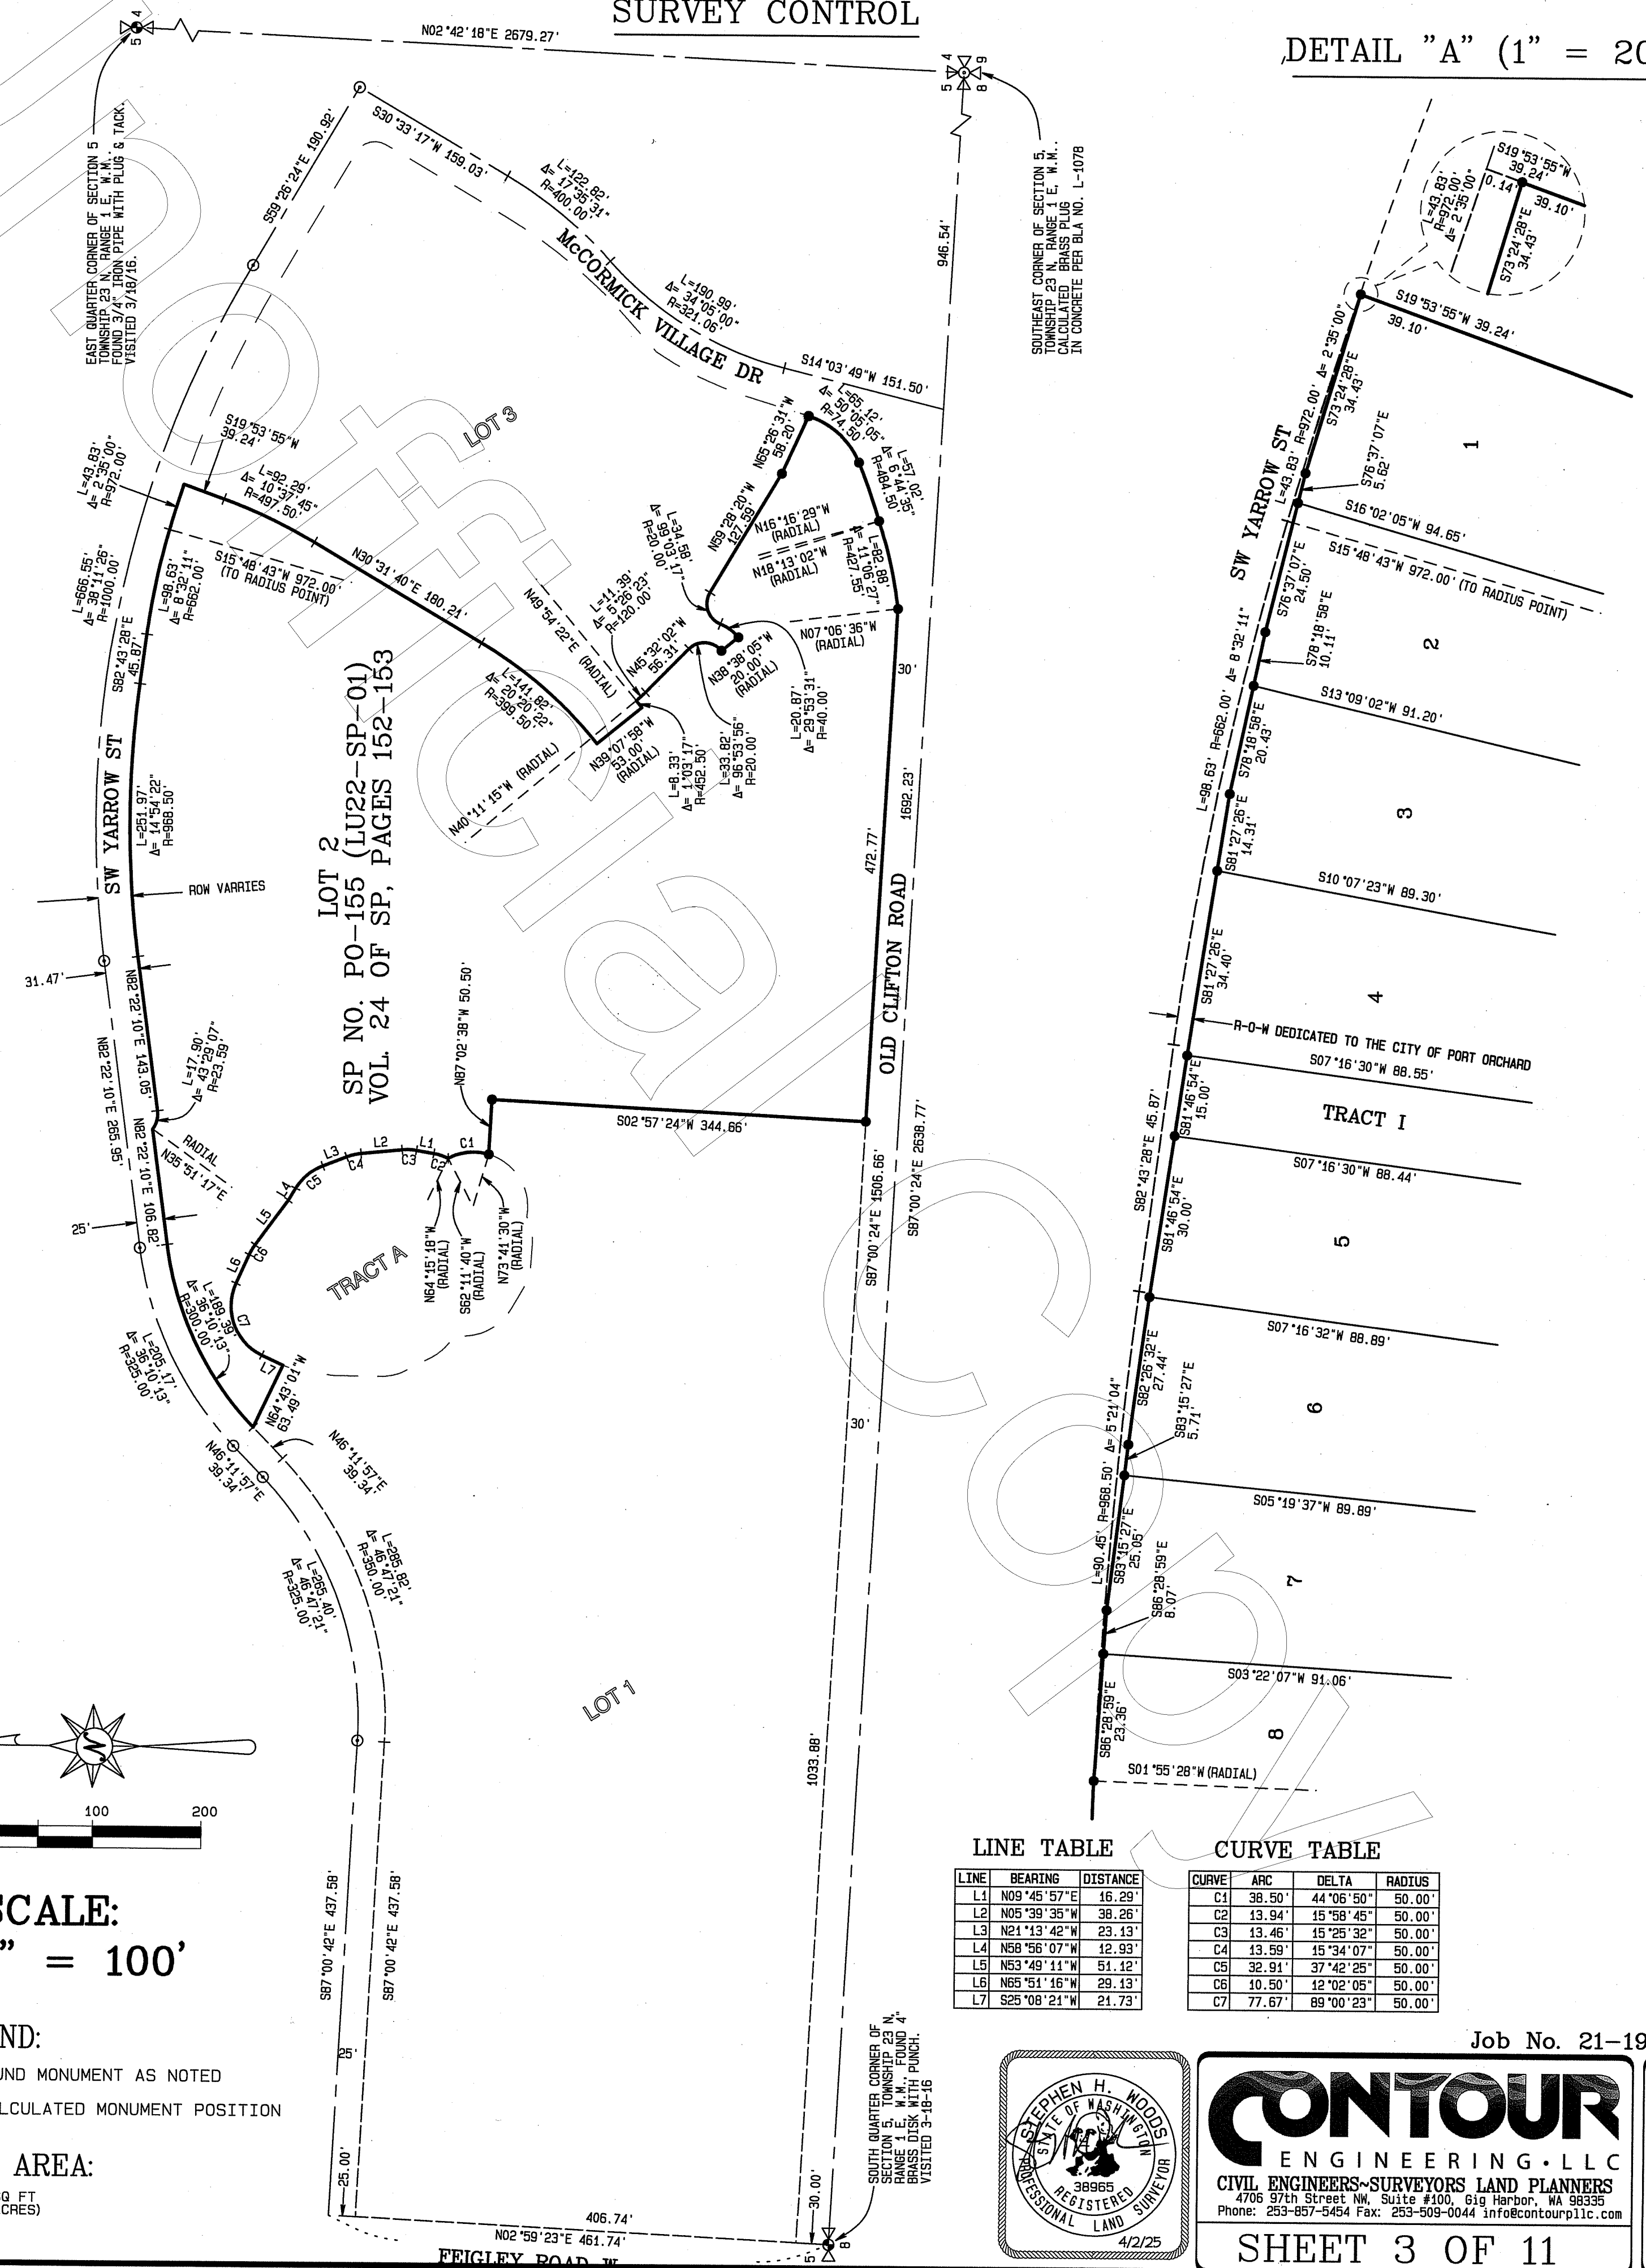 SURVEY CONTROL
DETAIL "A" (1" = 20
N02°42'18"E 2679.27'
5 4
EAST QUARTER CORNER OF SECTION 5
TOWNSHIP 23 N, RANGE 1 E, W.M.,
FOUND 3/4" IRON PIPE WITH PLUG & TACK.
VISITED 3/18/16.
5 4
8 9
SOUTHEAST CORNER OF SECTION 5,
TOWNSHIP 23 N, RANGE 1 E, W.M..
CALCULATED BRASS PLUG
IN CONCRETE PER BLA NO. L-1078
946.54'
S59°26'24"E 190.92'
S30°33'17"W 159.03'
L=122.82'
Δ= 17°35'31"
R=400.00'
McCORMICK VILLAGE DR
L=190.99'
Δ= 34°05'00"
R=321.06'
S14°03'49"W 151.50'
LOT 3
S19°53'55"W
39.24'
L=43.83'
Δ= 2°35'00"
R=972.00'
L=92.29'
Δ= 10°37'45"
R=497.50'
S15°48'43"W 972.00'
(TO RADIUS POINT)
N30°31'40"E 180.21'
L=141.82'
Δ= 20°20'22"
R=399.50'
L=666.55'
Δ= 38°11'26"
R=1000.00'
L=98.63'
Δ= 8°32'11"
R=662.00'
S82°43'28"E
45.87'
SW YARROW ST
L=251.97'
Δ= 14°54'22"
R=968.50'
ROW VARRIES
LOT 2
SP NO. PO-155 (LU22-SP-01)
VOL. 24 OF SP, PAGES 152-153
N65°26'31"W
58.20'
L=65.12'
Δ= 50°05'05"
R=74.50'
L=57.02'
Δ= 6°44'35"
R=484.50'
N59°28'20"W
127.59'
N16°16'29"W
(RADIAL)
N18°13'02"W
(RADIAL)
L=82.88'
Δ= 11°06'27"
R=427.55'
N07°06'36"W
(RADIAL)
30'
L=34.58'
Δ= 99°03'17"
R=20.00'
L=11.39'
Δ= 5°26'23"
R=120.00'
N49°54'22"E (RADIAL)
N45°32'02"W
56.31'
N38°38'05"W
20.00'
(RADIAL)
L=20.87'
Δ= 29°53'31"
R=40.00'
L=33.82'
Δ= 96°53'56"
R=20.00'
L=8.33'
Δ= 1°03'17"
R=452.50'
N39°07'58"W
53.00'
(RADIAL)
N40°11'15"W (RADIAL)
472.77'
1692.23'
OLD CLIFTON ROAD
31.47'
N82°22'10"E 143.05'
N82°22'10"E 265.95'
L=17.90'
Δ= 43°29'07"
R=23.59'
RADIAL
N35°51'17"E
N82°22'10"E 106.82'
25'
N87°02'38"W 50.50'
S02°57'24"W 344.66'
L3
C4
L2
C3
L1
C2
C1
C5
L4
L5
C6
L6
C7
L7
TRACT A
N64°15'18"W
(RADIAL)
S62°11'40"W
(RADIAL)
N73°41'30"W
(RADIAL)
L=189.39'
Δ= 36°10'13"
R=300.00'
L=205.17'
Δ= 36°10'13"
R=325.00'
N64°43'01"W
63.49'
N46°11'57"E
39.34'
N46°11'57"E
39.34'
L=285.82'
Δ= 46°47'21"
R=350.00'
L=265.40'
Δ= 46°47'21"
R=325.00'
S87°00'24"E 1506.66'
S87°00'24"E 2638.77'
30'
LOT 1
1033.88'
N
100 200
SCALE:
" = 100'
S87°00'42"E 437.58'
S87°00'42"E 437.58'
25'
25.00'
30.00'
406.74'
N02°59'23"E 461.74'
FEIGLEY ROAD W
5
8
SOUTH QUARTER CORNER OF
SECTION 5, TOWNSHIP 23 N,
RANGE 1 E, W.M., FOUND 4"
BRASS DISK WITH PUNCH.
VISITED 3-18-16
ND:
UND MONUMENT AS NOTED
LCULATED MONUMENT POSITION
AREA:
SQ FT
CRES)
S19°53'55"W
39.24'
0.14'
39.10'
L=43.83'
R=972.00'
Δ= 2°35'00"
S73°24'28"E
34.43'
S19°53'55"W 39.24'
39.10'
L=43.83' R=972.00' Δ= 2°35'00"
S73°24'28"E
34.43'
S76°37'07"E
5.62'
1
SW YARROW ST
S16°02'05"W 94.65'
S15°48'43"W 972.00' (TO RADIUS POINT)
S76°37'07"E
24.50'
S78°18'58"E
10.11'
2
L=98.63' R=662.00' Δ= 8°32'11"
S13°09'02"W 91.20'
S78°18'58"E
20.43'
S81°27'26"E
14.31'
3
S10°07'23"W 89.30'
S81°27'26"E
34.40'
4
R-O-W DEDICATED TO THE CITY OF PORT ORCHARD
S07°16'30"W 88.55'
S81°46'54"E
15.00'
TRACT I
S07°16'30"W 88.44'
S82°43'28"E 45.87'
S81°46'54"E
30.00'
5
S07°16'32"W 88.89'
S82°26'32"E
27.44'
S83°15'27"E
5.71'
6
S05°19'37"W 89.89'
L=90.45' R=968.50' Δ= 5°21'04"
S83°15'27"E
25.05'
S86°28'59"E
8.07'
7
S03°22'07"W 91.06'
S86°28'59"E
23.36'
8
S01°55'28"W (RADIAL)
LINE TABLE
LINE BEARING DISTANCE
L1 N09°45'57"E 16.29'
L2 N05°39'35"W 38.26'
L3 N21°13'42"W 23.13'
L4 N58°56'07"W 12.93'
L5 N53°49'11"W 51.12'
L6 N65°51'16"W 29.13'
L7 S25°08'21"W 21.73'
CURVE TABLE
CURVE ARC DELTA RADIUS
C1 38.50' 44°06'50" 50.00'
C2 13.94' 15°58'45" 50.00'
C3 13.46' 15°25'32" 50.00'
C4 13.59' 15°34'07" 50.00'
C5 32.91' 37°42'25" 50.00'
C6 10.50' 12°02'05" 50.00'
C7 77.67' 89°00'23" 50.00'
Job No. 21-19
STEPHEN H. WOODS
STATE OF WASHINGTON
38965
REGISTERED
PROFESSIONAL LAND SURVEYOR
4/2/25
CONTOUR
ENGINEERING·LLC
CIVIL ENGINEERS~SURVEYORS LAND PLANNERS
4706 97th Street NW, Suite #100, Gig Harbor, WA 98335
Phone: 253-857-5454 Fax: 253-509-0044 info@contourpllc.com
SHEET 3 OF 11
Unofficial Copy